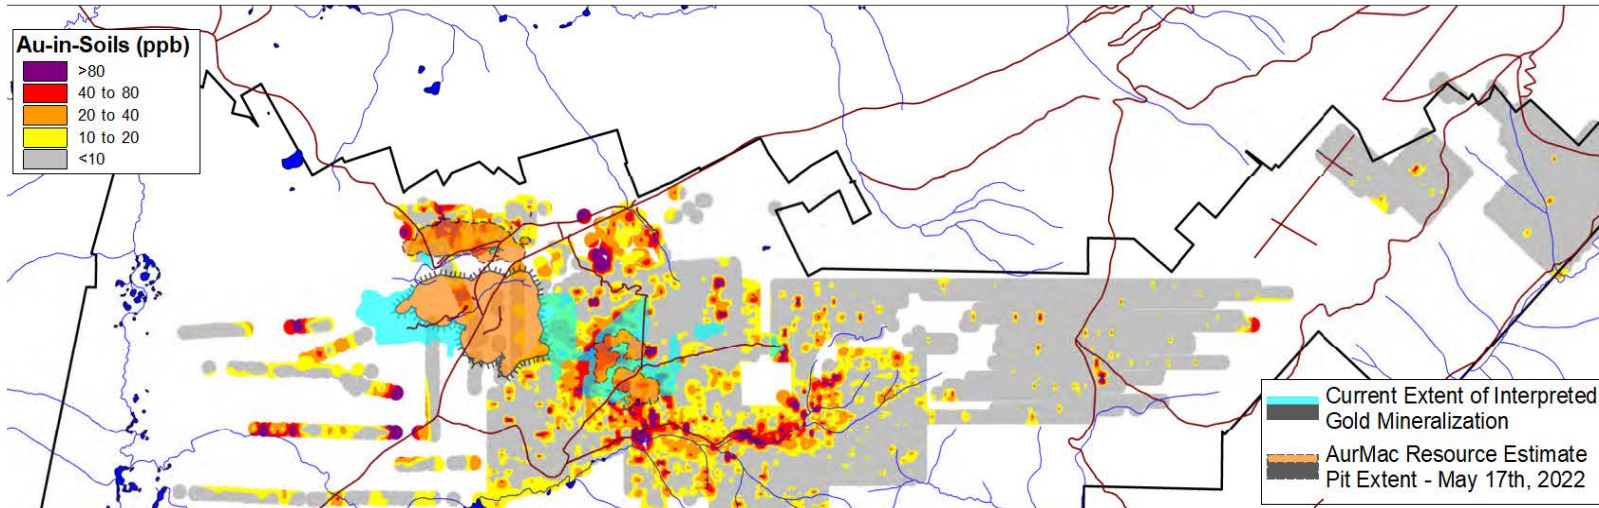 Au-in-Soils (ppb)
>80
40 to 80
20 to 40
10 to 20
<10
Current Extent of Interpreted
Gold Mineralization
AurMac Resource Estimate
Pit Extent - May 17th, 2022